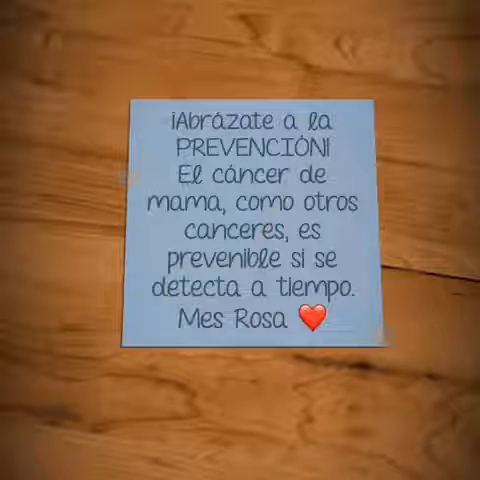 ¡Abrázate a la
PREVENCIÓN!
El cáncer de
mama, como otros
canceres, es
prevenible si se
detecta a tiempo.
Mes Rosa ❤️